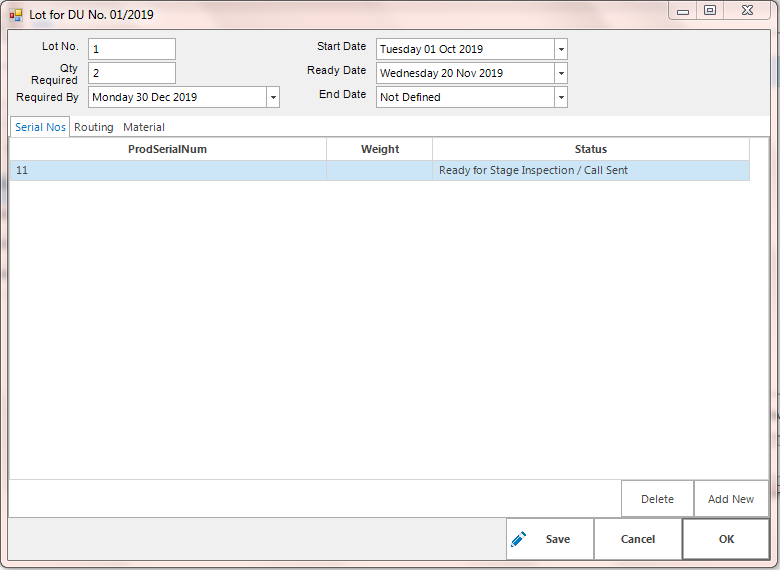 Lot for DU No. 01/2019
Lot No. 1
Start Date Tuesday 01 Oct 2019
Qty Required 2
Ready Date Wednesday 20 Nov 2019
Required By Monday 30 Dec 2019
End Date Not Defined
Serial Nos Routing Material
ProdSerialNum Weight Status
11 Ready for Stage Inspection / Call Sent
Delete Add New
Save Cancel OK